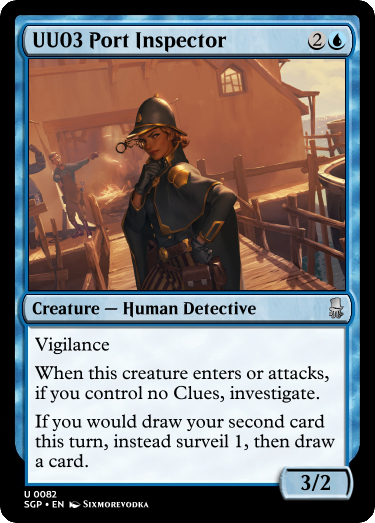 UU03 Port Inspector 2
Creature — Human Detective
Vigilance
When this creature enters or attacks,
if you control no Clues, investigate.
If you would draw your second card
this turn, instead surveil 1, then draw
a card.
3/2
U 0082
SGP • EN Sixmorevodka